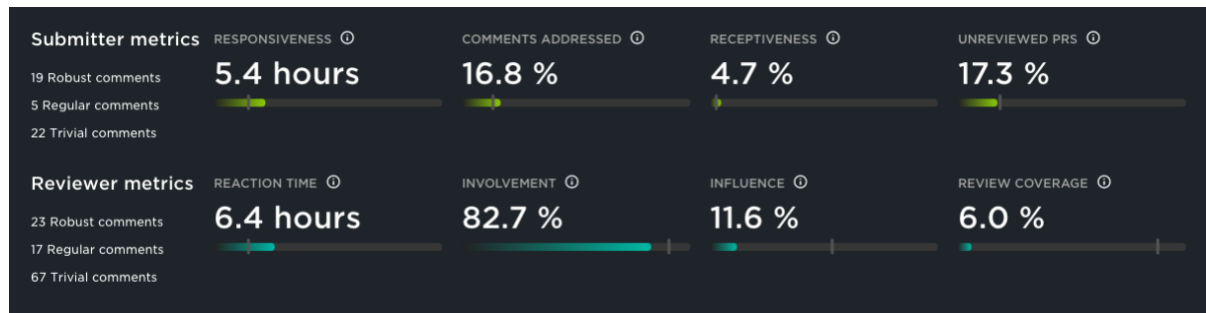 Submitter metrics
19 Robust comments
5 Regular comments
22 Trivial comments
RESPONSIVENESS
5.4 hours
COMMENTS ADDRESSED
16.8 %
RECEPTIVENESS
4.7 %
UNREVIEWED PRS
17.3 %
Reviewer metrics
23 Robust comments
17 Regular comments
67 Trivial comments
REACTION TIME
6.4 hours
INVOLVEMENT
82.7 %
INFLUENCE
11.6 %
REVIEW COVERAGE
6.0 %